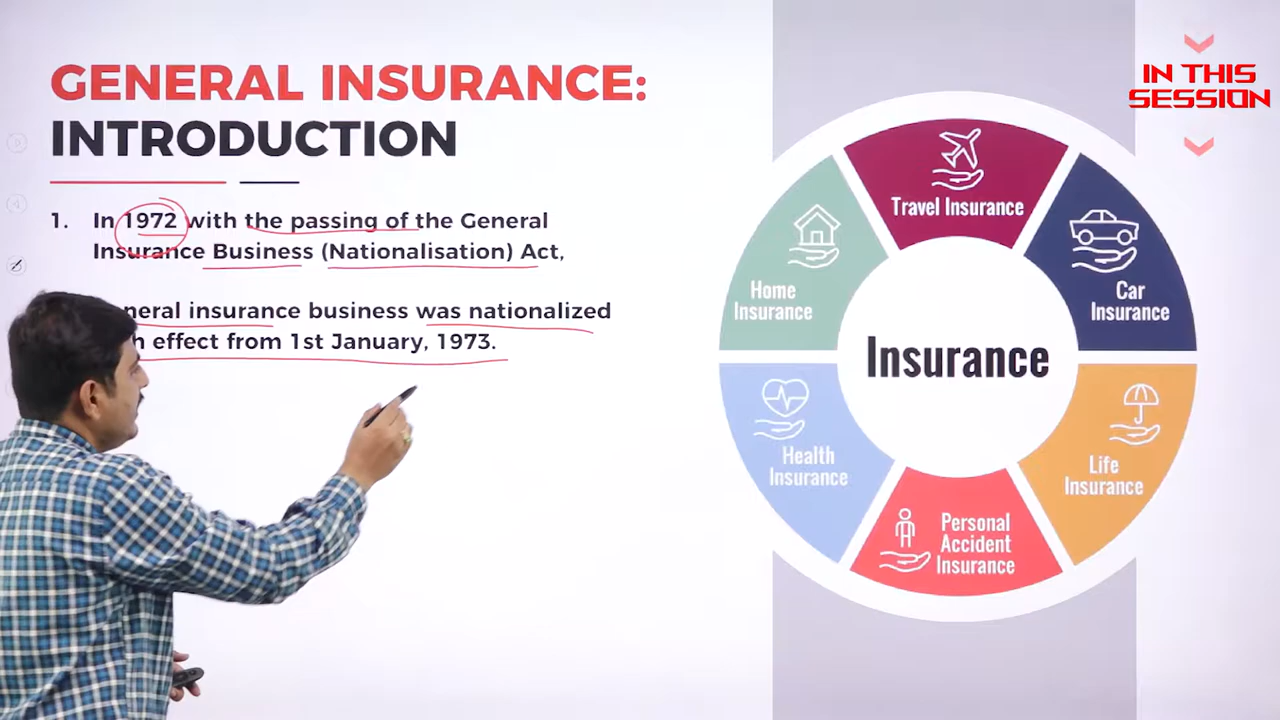 GENERAL INSURANCE:
INTRODUCTION
1. In 1972 with the passing of the General
Insurance Business (Nationalisation) Act,
insurance business was nationalized
effect from 1st January, 1973.
IN THIS
SESSION
Travel Insurance
Home
Insurance
Car
Insurance
Insurance
Health
Insurance
Life
Insurance
Personal
Accident
Insurance